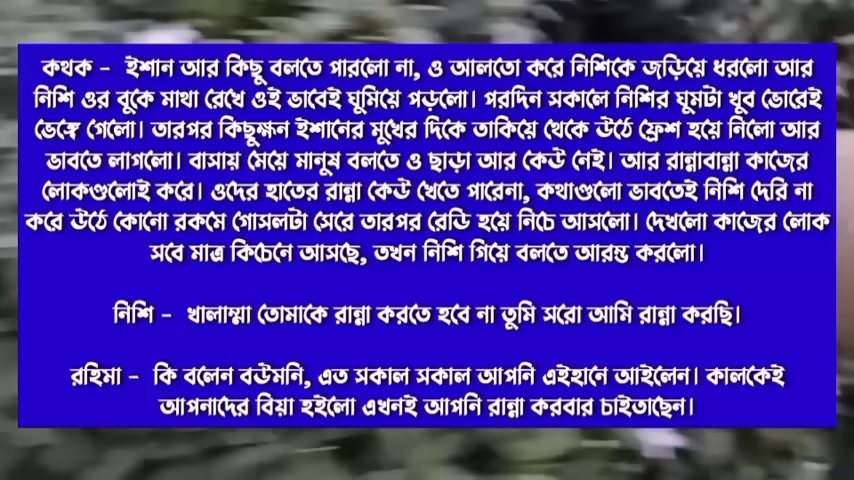 কথক - ইশান আর কিছু বলতে পারলো না, ও আলতো করে নিশিকে জড়িয়ে ধরলো আর
নিশি ওর বুকে মাথা রেখে ওই ভাবেই ঘুমিয়ে পড়লো। পরদিন সকালে নিশির ঘুমটা খুব ভোরেই
ভেঙ্গে গেলো। তারপর কিছুক্ষন ইশানের মুখের দিকে তাকিয়ে থেকে উঠে ফ্রেশ হয়ে নিলো আর
ভাবতে লাগলো। বাসায় মেয়ে মানুষ বলতে ও ছাড়া আর কেউ নেই। আর রান্নাবান্না কাজের
লোকগুলোই করে। ওদের হাতের রান্না কেউ খেতে পারেনা, কথাগুলো ভাবতেই নিশি দেরি না
করে উঠে কোনো রকমে গোসলটা সেরে তারপর রেডি হয়ে নিচে আসলো। দেখলো কাজের লোক
সবে মাত্র কিচেনে আসছে, তখন নিশি গিয়ে বলতে আরম্ভ করলো।
নিশি - খালাম্মা তোমাকে রান্না করতে হবে না তুমি সরো আমি রান্না করছি।
রহিমা - কি বলেন বউমনি, এত সকাল সকাল আপনি এইহানে আইলেন। কালকেই
আপনাদের বিয়া হইলো এখনই আপনি রান্না করবার চাইতাছেন।